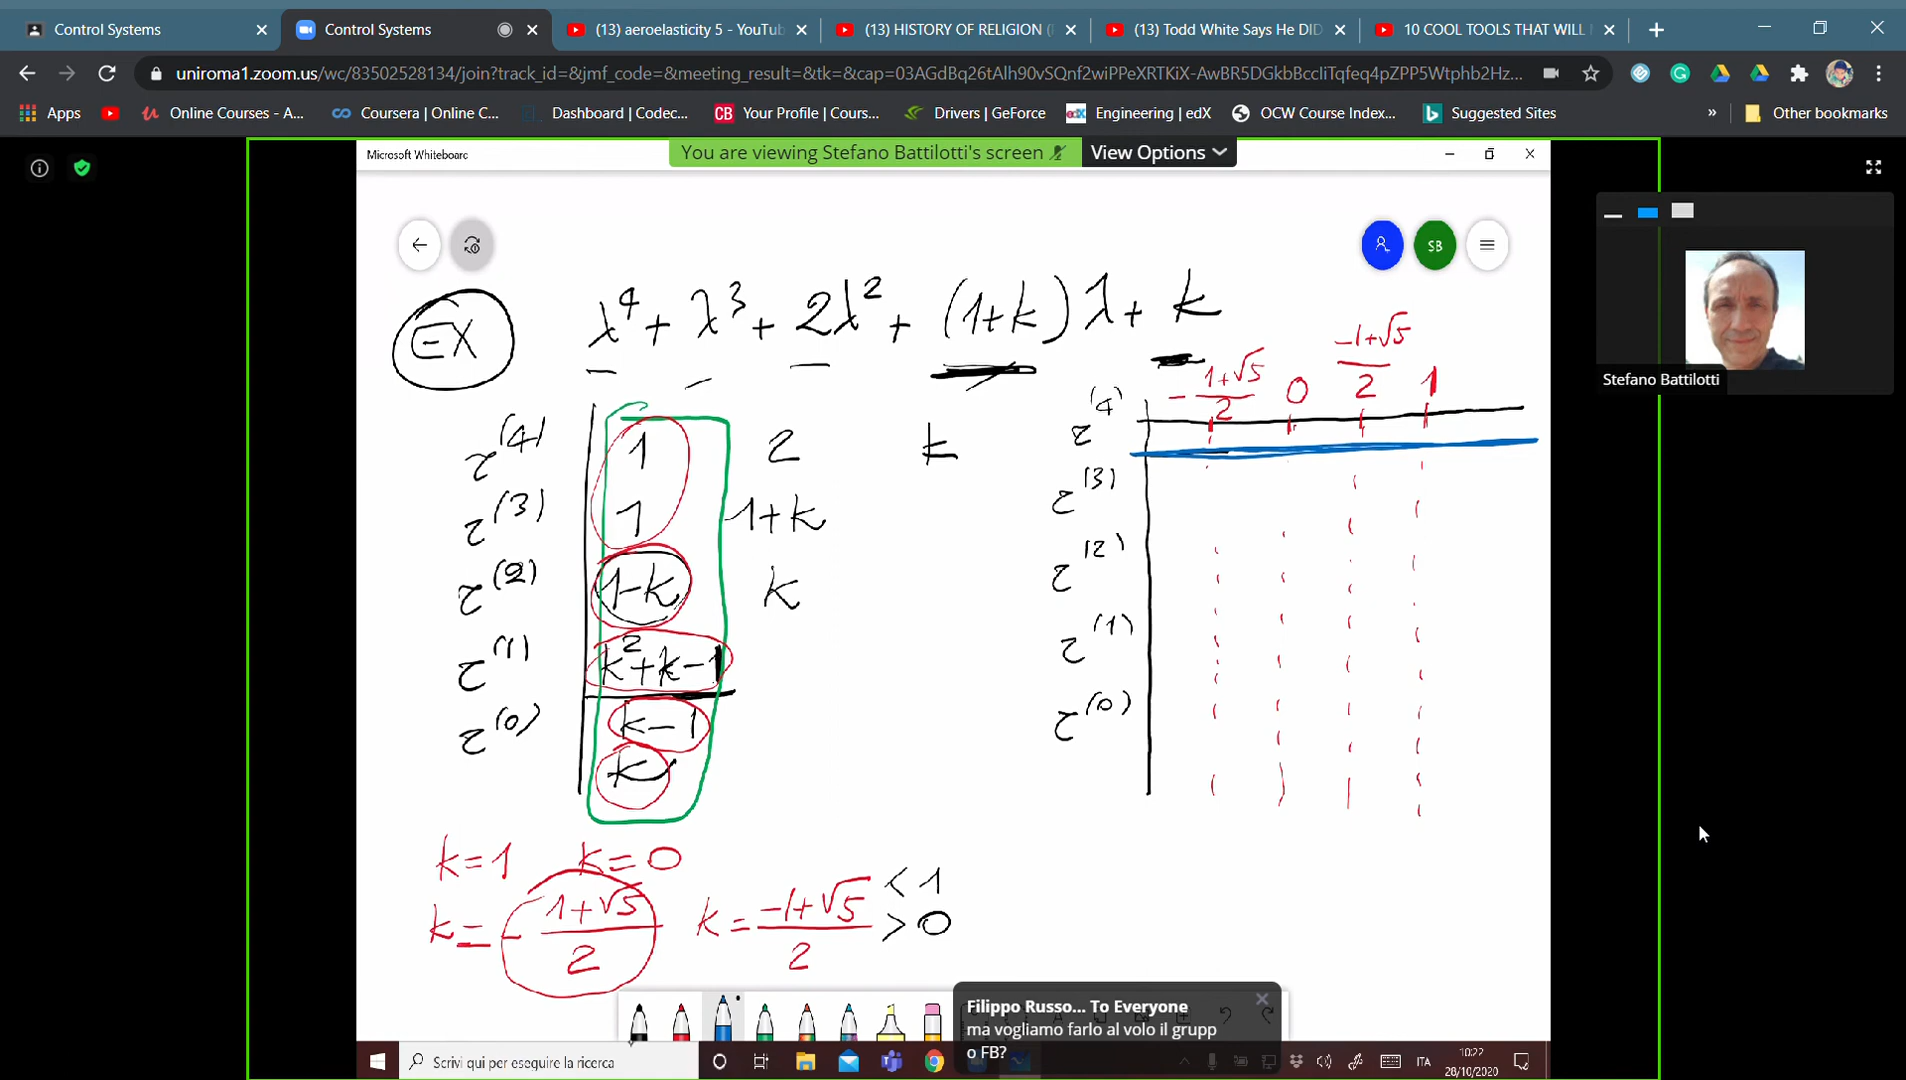 Control Systems
Control Systems
(13) aeroelasticity 5 - YouTub
(13) HISTORY OF RELIGION (
(13) Todd White Says He DID
10 COOL TOOLS THAT WILL
uniroma1.zoom.us/wc/83502528134/join?track_id=&jmf_code=&meeting_result=&tk=&cap=03AGdBq26tAlh90vSQnf2wiPPeXRTKiX-AwBR5DGkbBccIiTqfeq4pZPP5Wtphb2Hz...
Apps
Online Courses - A...
Coursera | Online C...
Dashboard | Codec...
CB Your Profile | Cours...
Drivers | GeForce
edX Engineering | edX
OCW Course Index...
Suggested Sites
»
Other bookmarks
Microsoft Whiteboard
You are viewing Stefano Battilotti's screen
View Options
SB
Stefano Battilotti
EX λ⁴ + λ³ + 2λ² + (1+k)λ + k
r⁽⁴⁾ 1 2 k
r⁽³⁾ 1 1+k
r⁽²⁾ 1-k k
r⁽¹⁾ k²+k-1
r⁽⁰⁾ k-1
k
-(1+√5)/2 0 (-1+√5)/2 1
r⁽⁴⁾
r⁽³⁾
r⁽²⁾
r⁽¹⁾
r⁽⁰⁾
k=1 k=0
k=-(1+√5)/2 k=(-1+√5)/2 <1 >0
Filippo Russo... To Everyone
ma vogliamo farlo al volo il grupp
o FB?
Scrivi qui per eseguire la ricerca
ITA
10:22
28/10/2020